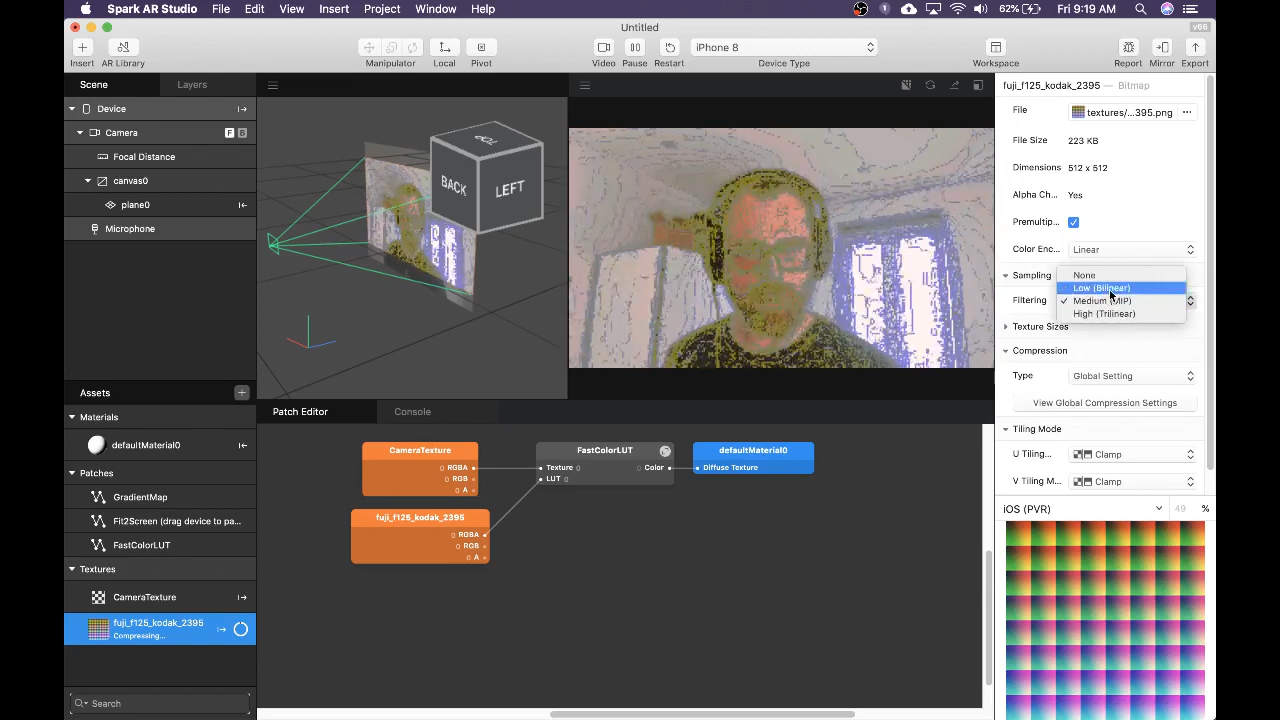 Spark AR Studio File Edit View Insert Project Window Help 1 62% Fri 9:19 AM
Untitled v66
Insert AR Library Manipulator Local Pivot Video Pause Restart iPhone 8 Device Type Workspace Report Mirror Export
Scene Layers
Device
Camera F B
Focal Distance
canvas0
plane0
Microphone
TOP
BACK LEFT
fuji_f125_kodak_2395 — Bitmap
File textures/...395.png ...
File Size 223 KB
Dimensions 512 x 512
Alpha Ch... Yes
Premultip...
Color Enc... Linear
Sampling
None
Low (Bilinear)
Filtering
Medium (MIP)
High (Trilinear)
Texture Sizes
Compression
Type Global Setting
View Global Compression Settings
Tiling Mode
U Tiling... Clamp
V Tiling M... Clamp
iOS (PVR) 49 %
Assets
Materials
defaultMaterial0
Patches
GradientMap
Fit2Screen (drag device to pa...
FastColorLUT
Textures
CameraTexture
fuji_f125_kodak_2395
Compressing...
Search
Patch Editor Console
CameraTexture
RGBA
RGB
A
fuji_f125_kodak_2395
RGBA
RGB
A
FastColorLUT
Texture Color
LUT
defaultMaterial0
Diffuse Texture